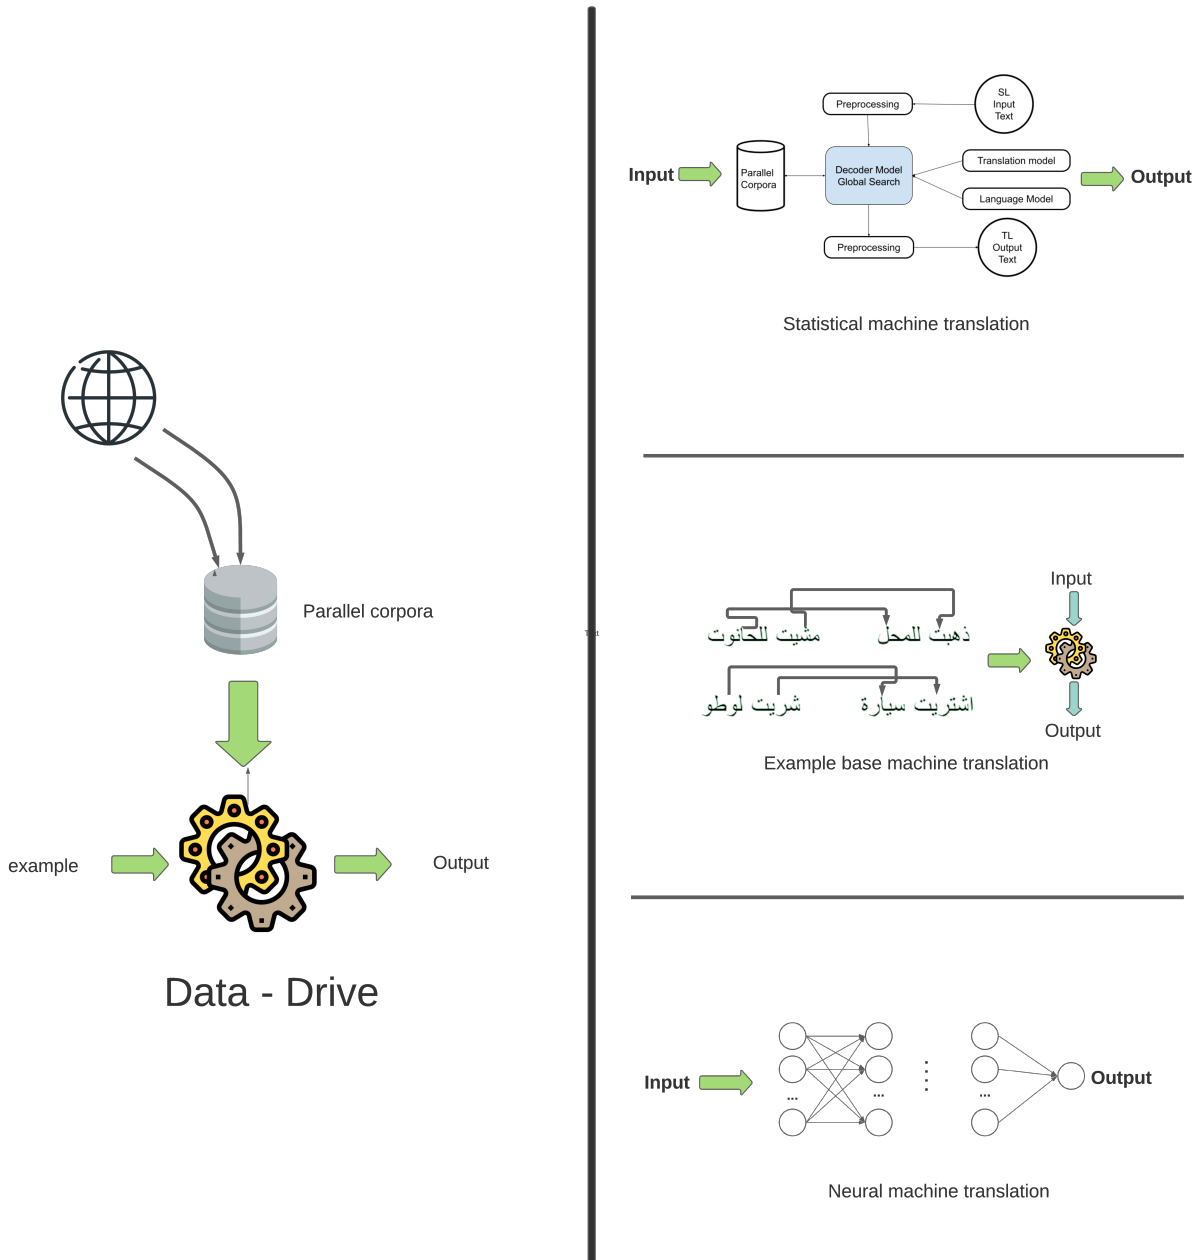 Parallel corpora
example
Output
Data - Drive
Text
SL
Input
Text
Preprocessing
Input
Parallel
Corpora
Decoder Model
Global Search
Translation model
Language Model
Output
Preprocessing
TL
Output
Text
Statistical machine translation
Input
مشيت للحانوت
ذهبت للمحل
شريت لوطو
اشتريت سيارة
Output
Example base machine translation
Input
...
...
...
Output
Neural machine translation